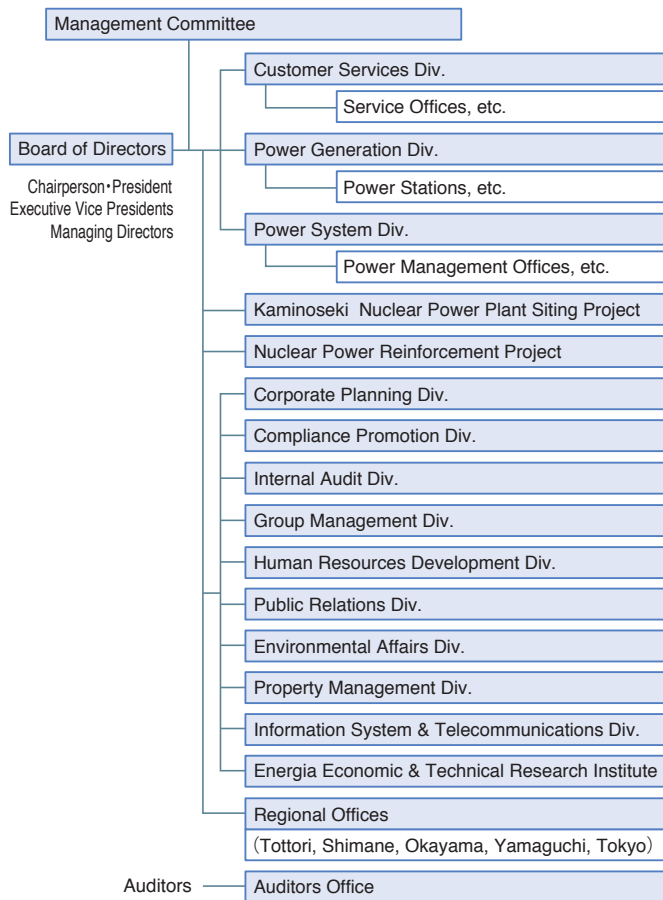 Management Committee
Customer Services Div.
Service Offices, etc.
Board of Directors
Chairperson・President
Executive Vice Presidents
Managing Directors
Power Generation Div.
Power Stations, etc.
Power System Div.
Power Management Offices, etc.
Kaminoseki Nuclear Power Plant Siting Project
Nuclear Power Reinforcement Project
Corporate Planning Div.
Compliance Promotion Div.
Internal Audit Div.
Group Management Div.
Human Resources Development Div.
Public Relations Div.
Environmental Affairs Div.
Property Management Div.
Information System & Telecommunications Div.
Energia Economic & Technical Research Institute
Regional Offices
（Tottori, Shimane, Okayama, Yamaguchi, Tokyo）
Auditors
Auditors Office